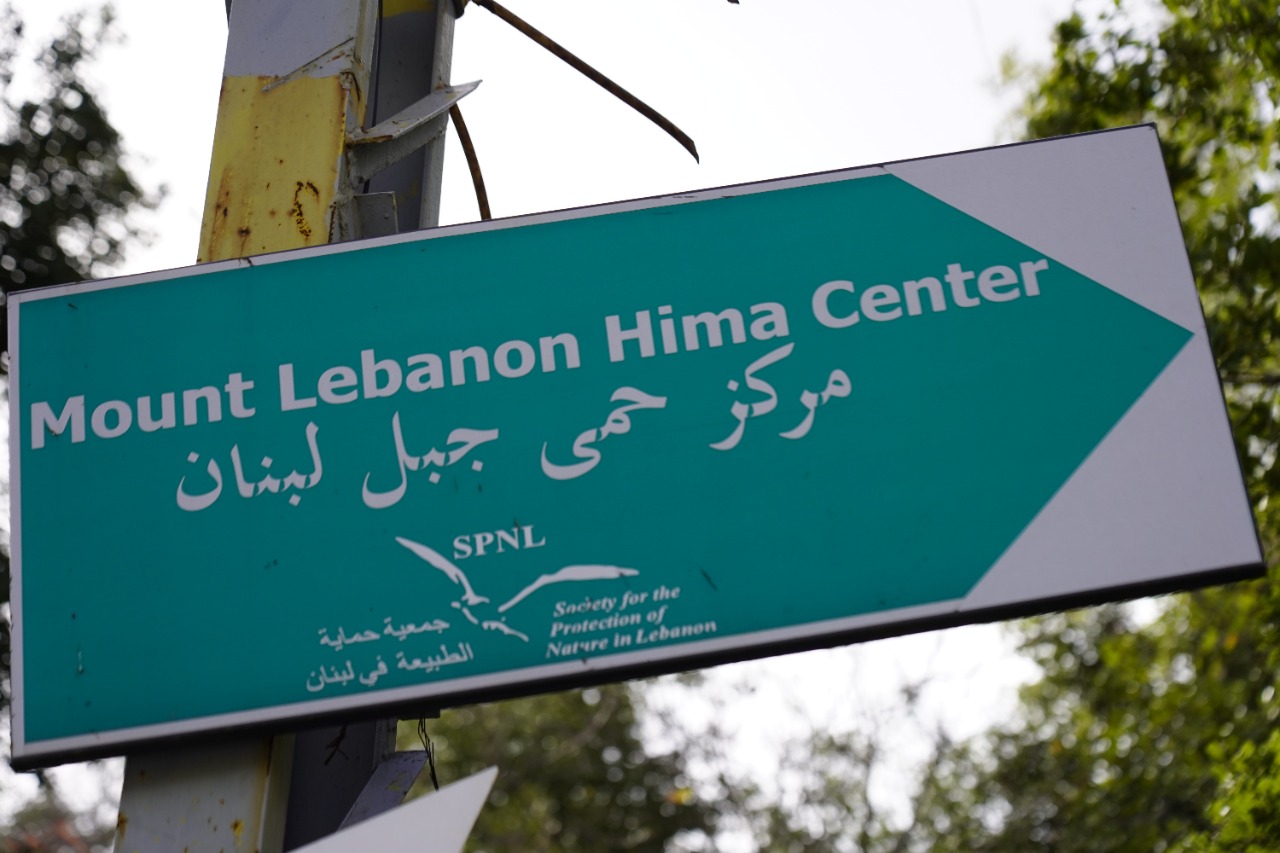 Mount Lebanon Hima Center
مركز حمى جبل لبنان
SPNL
Society for the
Protection of
Nature in Lebanon
جمعية حماية
الطبيعة في لبنان